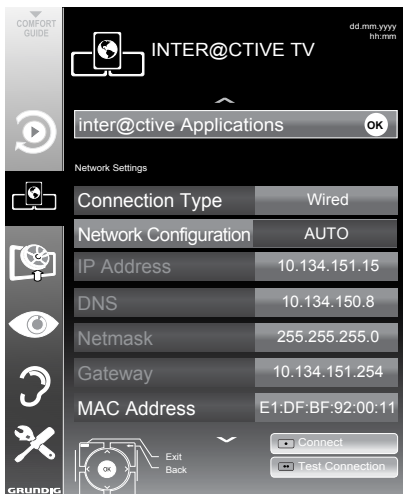 COMFORT
GUIDE
dd.mm.yyyy
hh:mm
INTER@CTIVE TV
inter@ctive Applications OK
Network Settings
Connection Type Wired
Network Configuration AUTO
IP Address 10.134.151.15
DNS 10.134.150.8
Netmask 255.255.255.0
Gateway 10.134.151.254
MAC Address E1:DF:BF:92:00:11
Exit
Back
OK
Connect
Test Connection
GRUNDIG